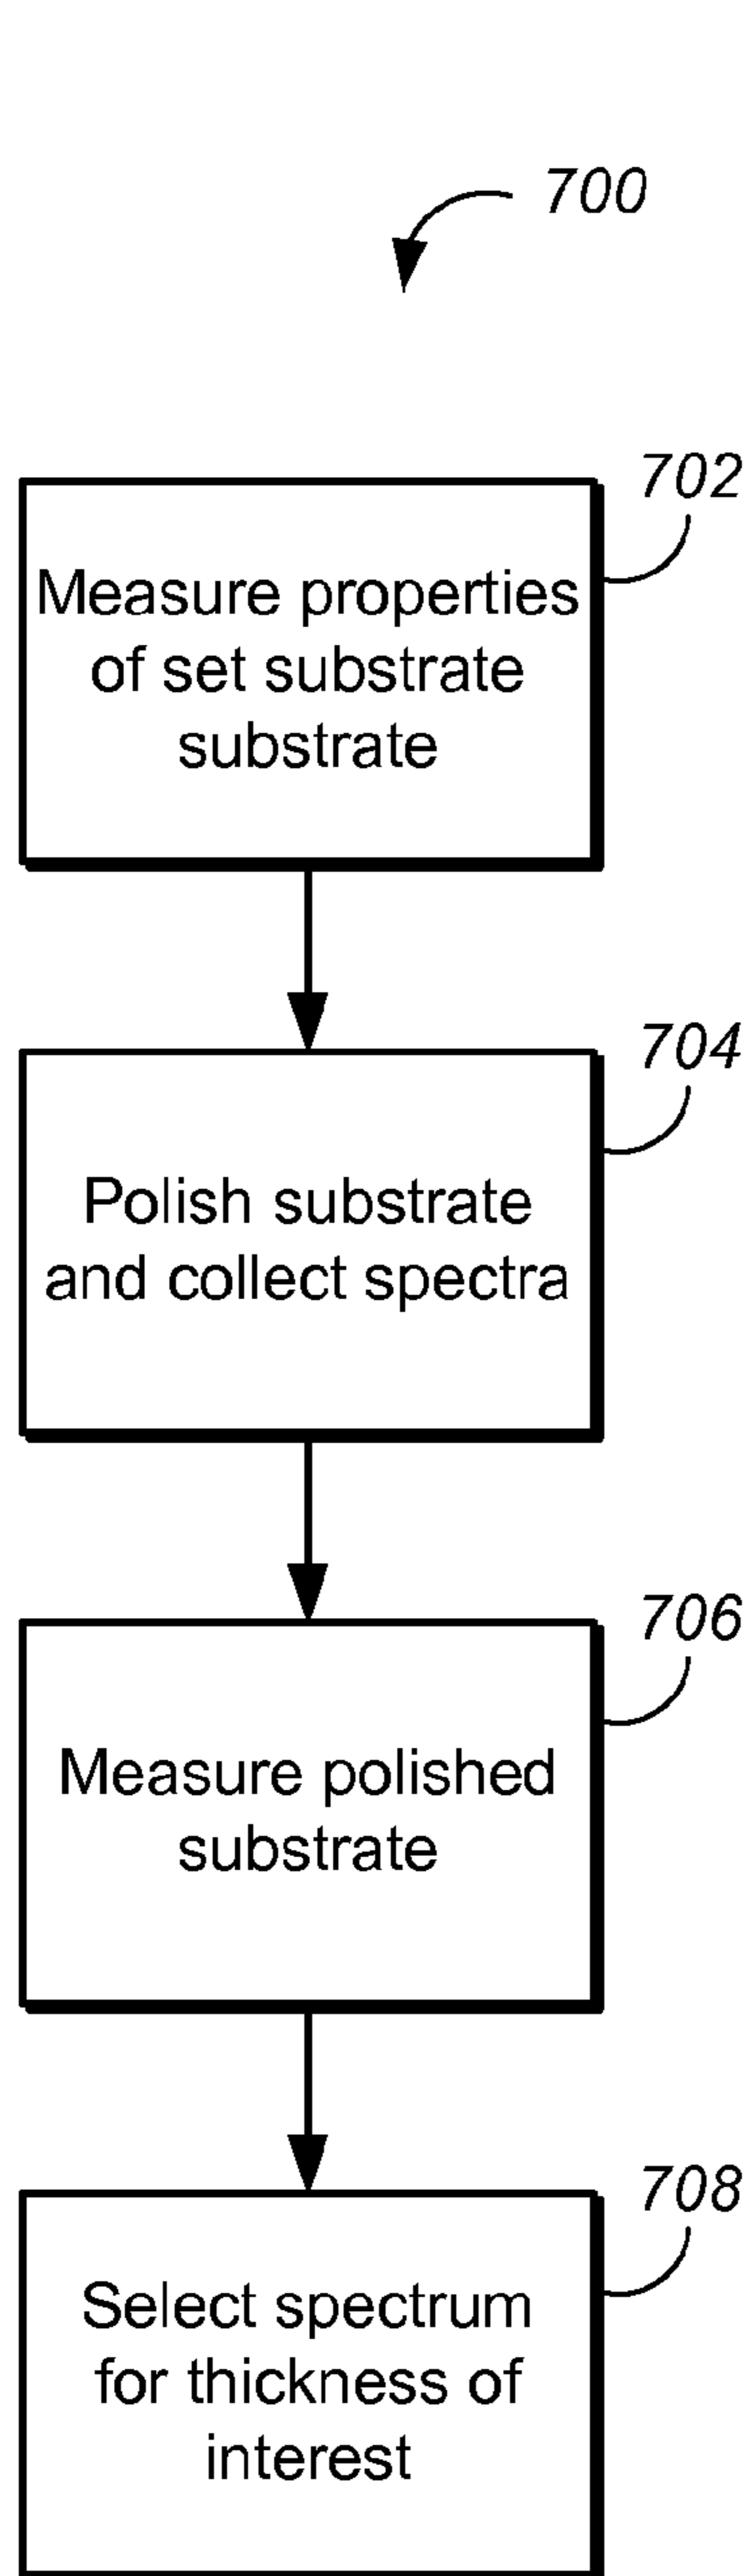 700
702
Measure properties
of set substrate
substrate
704
Polish substrate
and collect spectra
706
Measure polished
substrate
708
Select spectrum
for thickness of
interest